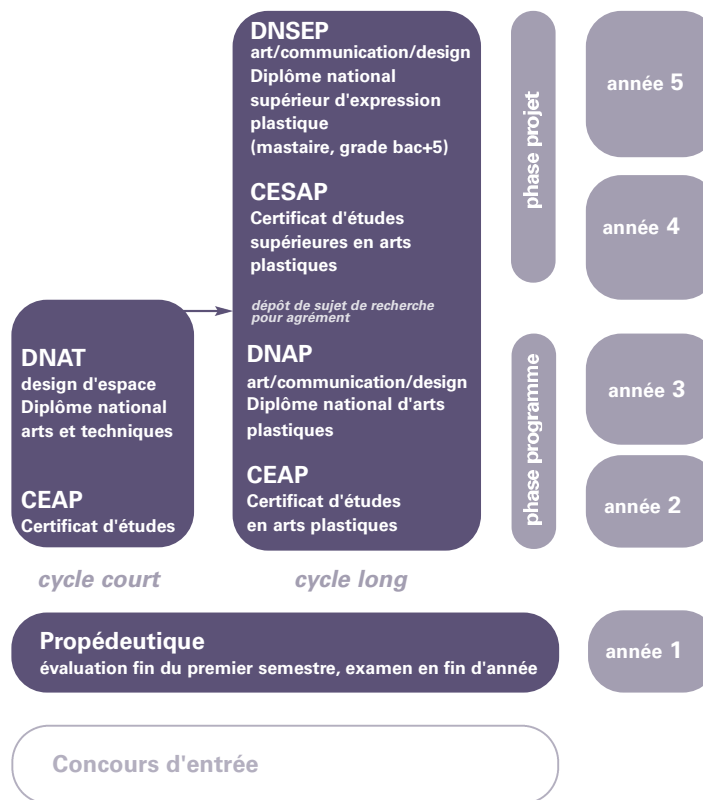 DNSEP
art/communication/design
Diplôme national
supérieur d'expression
plastique
(mastaire, grade bac+5)
CESAP
Certificat d'études
supérieures en arts
plastiques
dépôt de sujet de recherche
pour agrément
DNAP
art/communication/design
Diplôme national d'arts
plastiques
CEAP
Certificat d'études
en arts plastiques
cycle long
DNAT
design d'espace
Diplôme national
arts et techniques
CEAP
Certificat d'études
cycle court
phase projet
phase programme
année 5
année 4
année 3
année 2
Propédeutique
évaluation fin du premier semestre, examen en fin d'année
année 1
Concours d'entrée